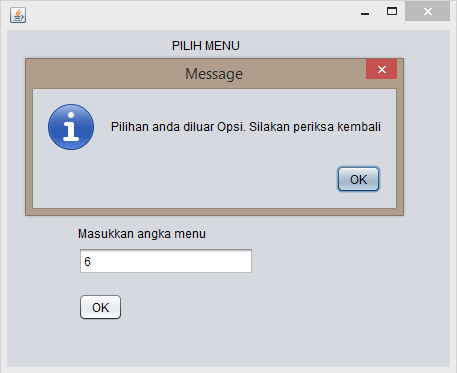 PILIH MENU
Message
Pilihan anda diluar Opsi. Silakan periksa kembali
OK
Masukkan angka menu
6
OK